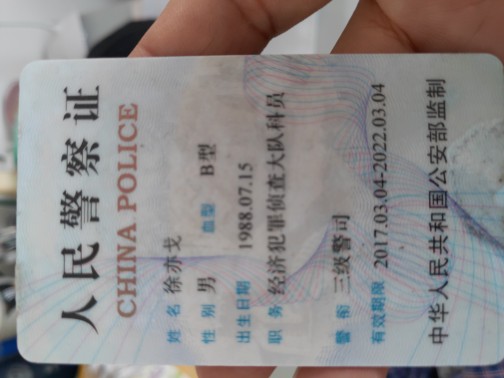 人民警察证
CHINA POLICE
姓名 徐亦戈
性别 男 血型 B型
出生日期 1988.07.15
职务 经济犯罪侦查大队科员
警衔 三级警司
有效期限 2017.03.04-2022.03.04
中华人民共和国公安部监制